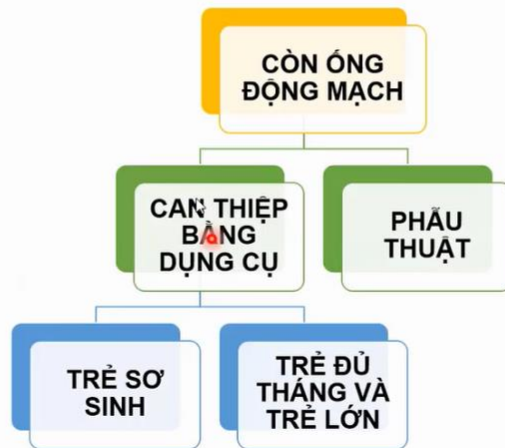 CÒN ỐNG
ĐỘNG MẠCH
CAN THIỆP
BẰNG
DỤNG CỤ
PHẪU
THUẬT
TRẺ SƠ
SINH
TRẺ ĐỦ
THÁNG VÀ
TRẺ LỚN